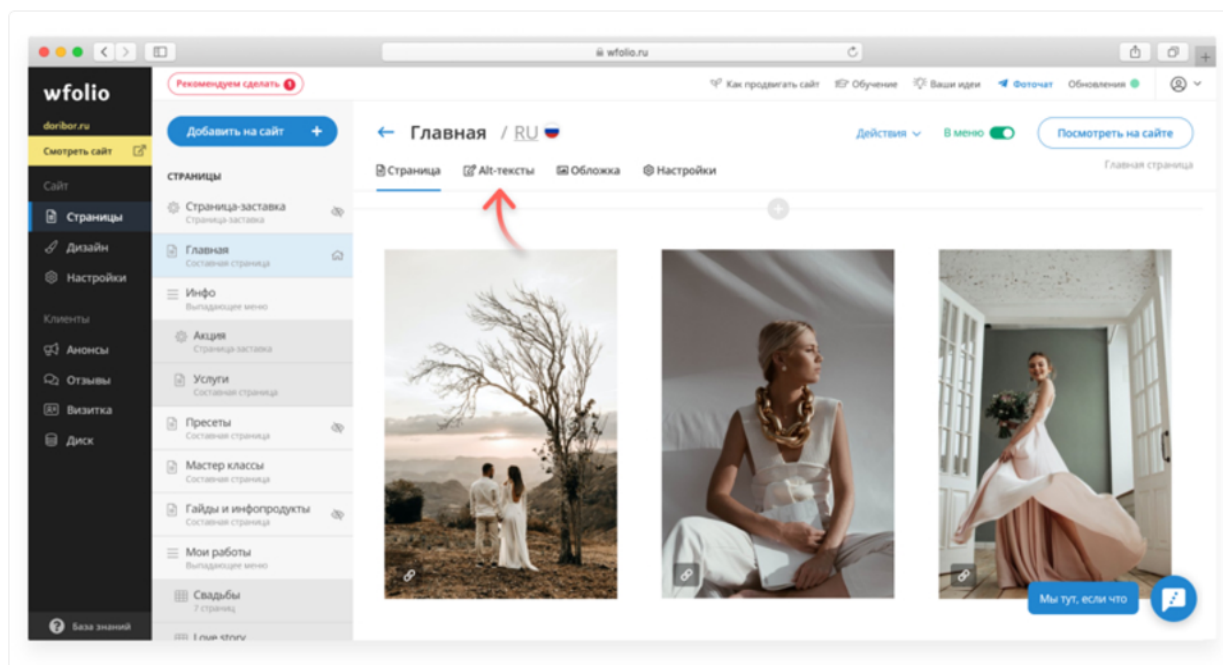 wfolio.ru
wfolio
doribor.ru
Смотреть сайт
Сайт
Страницы
Дизайн
Настройки
Клиенты
Анонсы
Отзывы
Визитка
Диск
База знаний
Рекомендуем сделать 1
Как продвигать сайт
Обучение
Ваши идеи
Фоточат
Обновления
Добавить на сайт +
СТРАНИЦЫ
Страница-заставка
Страница-заставка
Главная
Составная страница
Инфо
Выпадающее меню
Акция
Страница-заставка
Услуги
Составная страница
Пресеты
Составная страница
Мастер классы
Составная страница
Гайды и инфопродукты
Составная страница
Мои работы
Выпадающее меню
Свадьбы
7 страниц
Love story
← Главная / RU
Действия
В меню
Посмотреть на сайте
Страница
Alt-тексты
Обложка
Настройки
Главная страница
Мы тут, если что